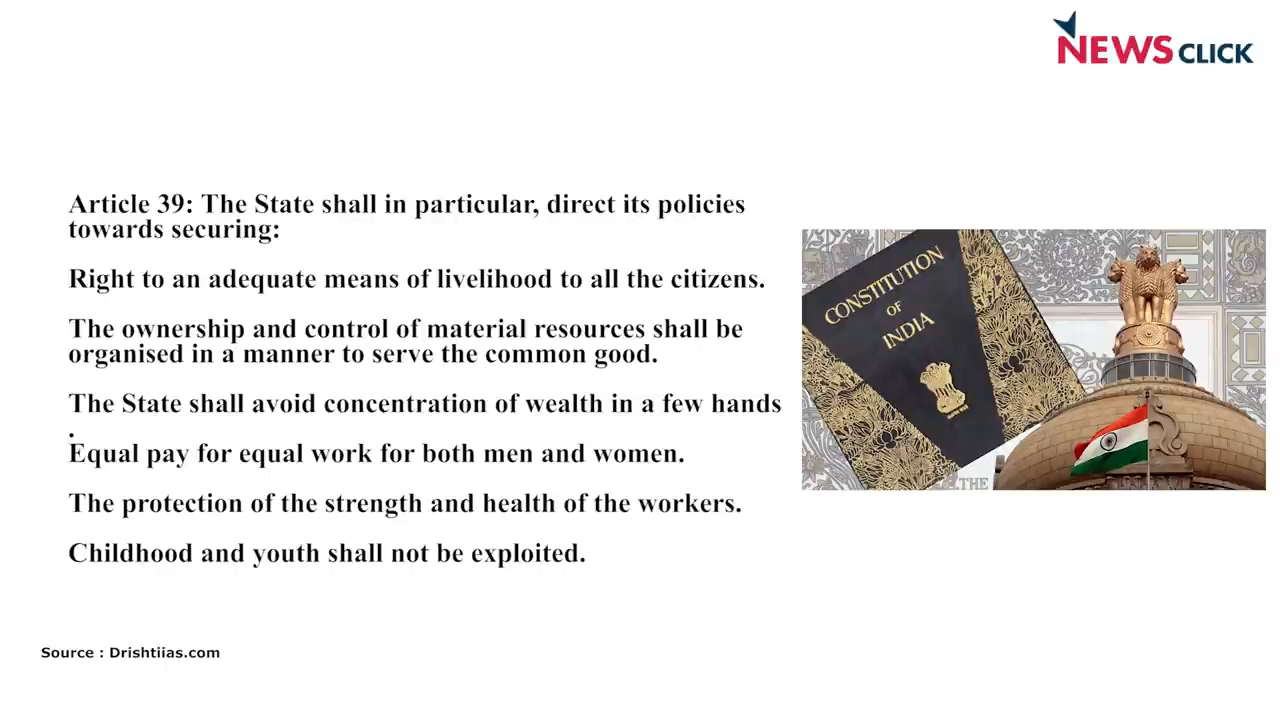 NEWSCLICK
Article 39: The State shall in particular, direct its policies
towards securing:
Right to an adequate means of livelihood to all the citizens.
The ownership and control of material resources shall be
organised in a manner to serve the common good.
The State shall avoid concentration of wealth in a few hands
.
Equal pay for equal work for both men and women.
The protection of the strength and health of the workers.
Childhood and youth shall not be exploited.
CONSTITUTION
OF
INDIA
THE
Source : Drishtiias.com